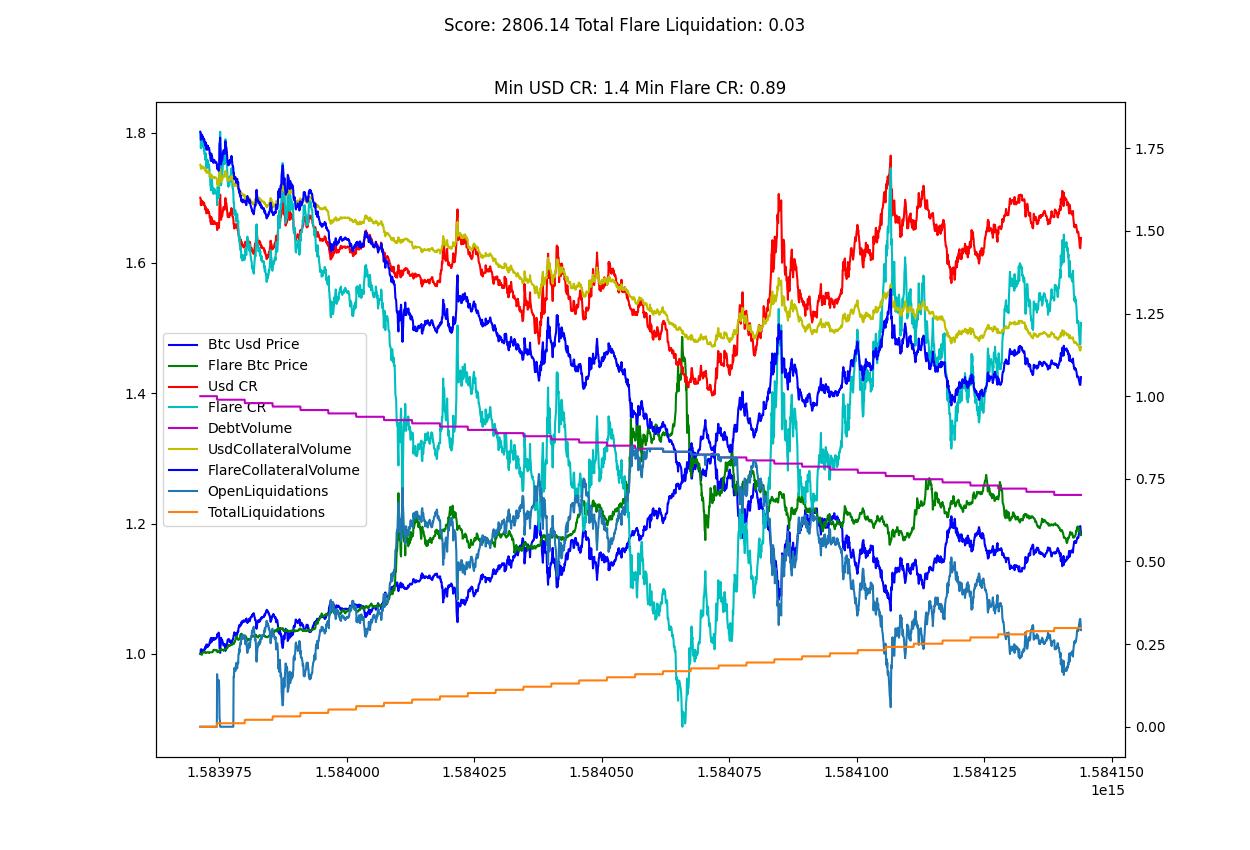 Score: 2806.14 Total Flare Liquidation: 0.03
Min USD CR: 1.4 Min Flare CR: 0.89
1.8
1.6
1.4
1.2
1.0
1.75
1.50
1.25
1.00
0.75
0.50
0.25
0.00
Btc Usd Price
Flare Btc Price
Usd CR
Flare CR
DebtVolume
UsdCollateralVolume
FlareCollateralVolume
OpenLiquidations
TotalLiquidations
1.583975 1.584000 1.584025 1.584050 1.584075 1.584100 1.584125 1.584150
1e15